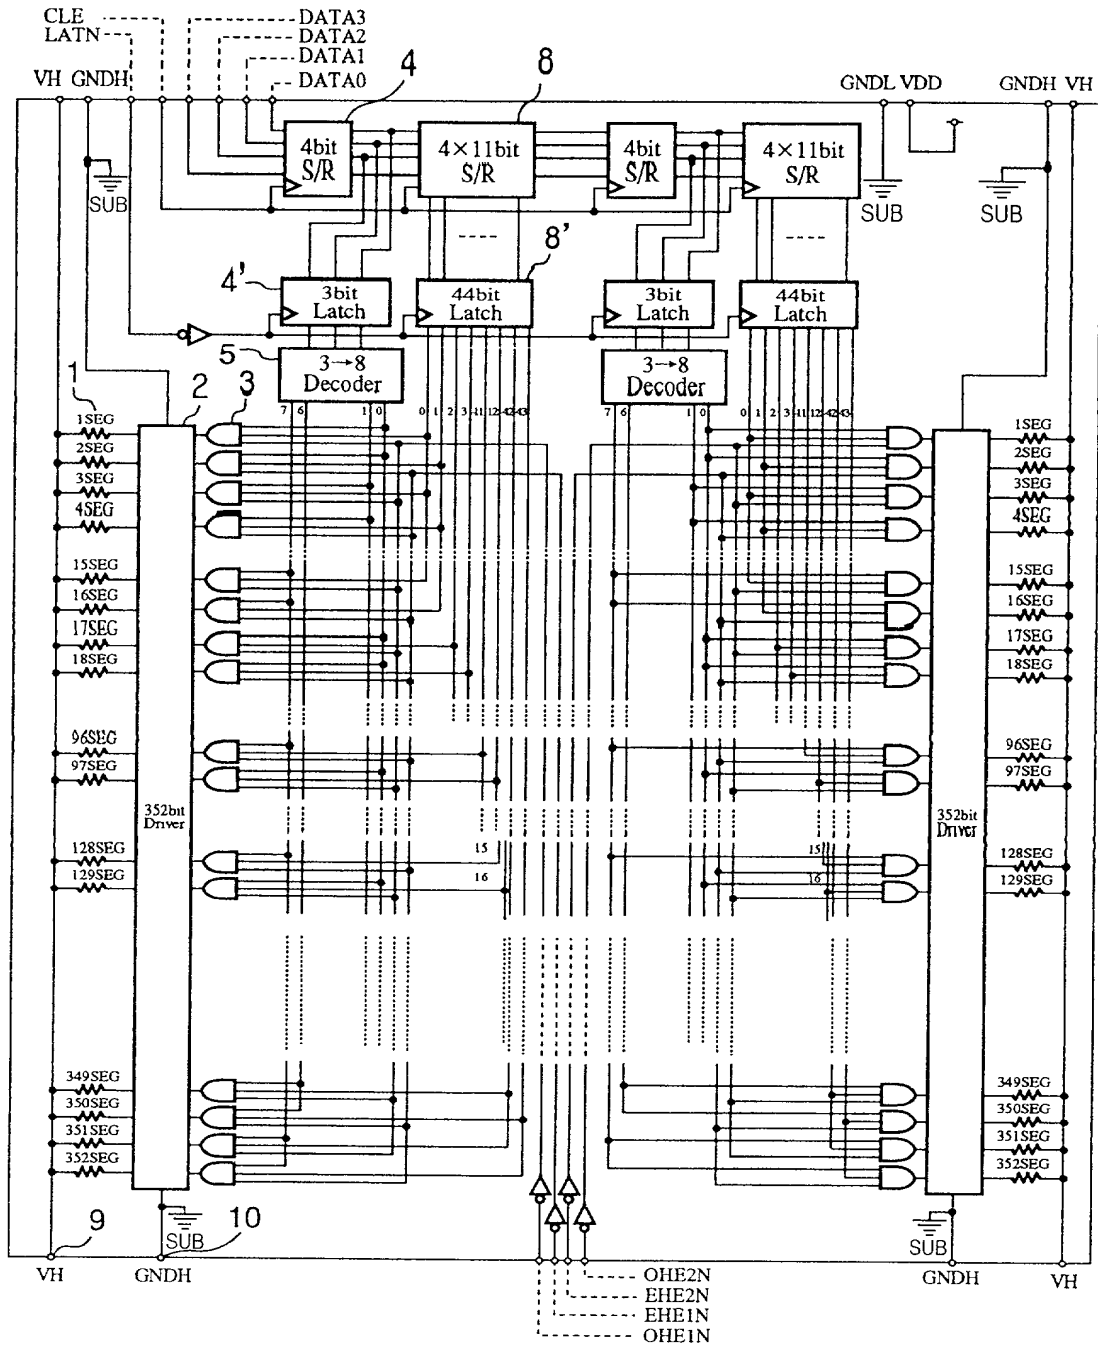 CLE
LATN
DATA3
DATA2
DATA1
DATA0
4
8
VH GNDH
GNDL VDD
GNDH VH
4bit
S/R
4×11bit
S/R
4bit
S/R
4×11bit
S/R
SUB
SUB
SUB
4'
8'
3bit
Latch
44bit
Latch
3bit
Latch
44bit
Latch
5
3→8
Decoder
3→8
Decoder
7 6 1 0 0 1 2 3 11 12 42 43
7 6 1 0 0 1 2 3 11 12 42 43
1
2
3
1SEG
2SEG
3SEG
4SEG
15SEG
16SEG
17SEG
18SEG
96SEG
97SEG
128SEG
129SEG
349SEG
350SEG
351SEG
352SEG
352bit
Driver
15
16
15
16
352bit
Driver
1SEG
2SEG
3SEG
4SEG
15SEG
16SEG
17SEG
18SEG
96SEG
97SEG
128SEG
129SEG
349SEG
350SEG
351SEG
352SEG
9
10
SUB
SUB
VH
GNDH
GNDH
VH
OHE2N
EHE2N
EHE1N
OHE1N